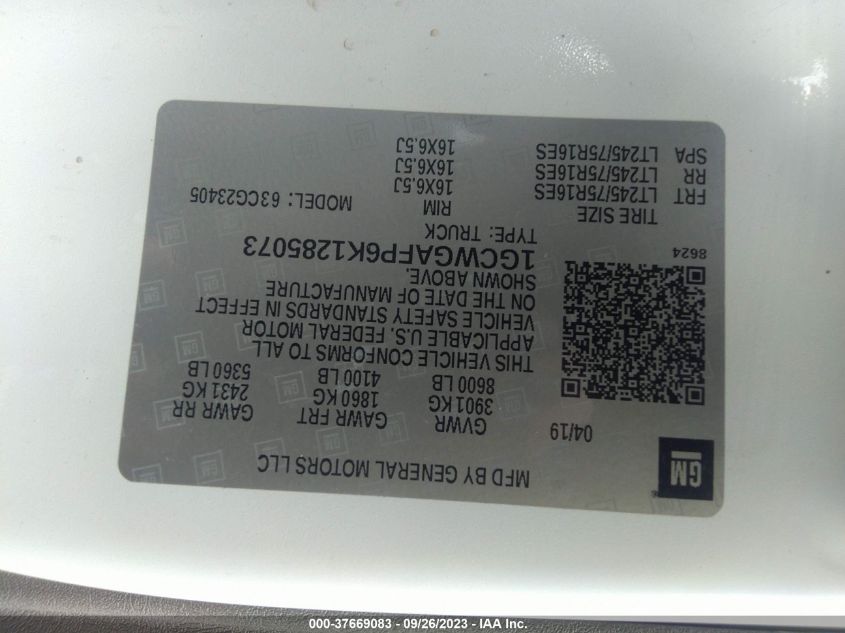 MFD BY GENERAL MOTORS LLC
GM
04/19
GVWR GAWR FRT GAWR RR
3901 KG 1860 KG 2431 KG
8600 LB 4100 LB 5360 LB
THIS VEHICLE CONFORMS TO ALL
APPLICABLE U.S. FEDERAL MOTOR
VEHICLE SAFETY STANDARDS IN EFFECT
ON THE DATE OF MANUFACTURE
SHOWN ABOVE.
1GCWGAFP6K1285073
8624
TYPE: TRUCK MODEL: 63CG23405
TIRE SIZE RIM
FRT LT245/75R16ES 16X6.5J
RR LT245/75R16ES 16X6.5J
SPA LT245/75R16ES 16X6.5J
000-37669083 - 09/26/2023 - IAA Inc.